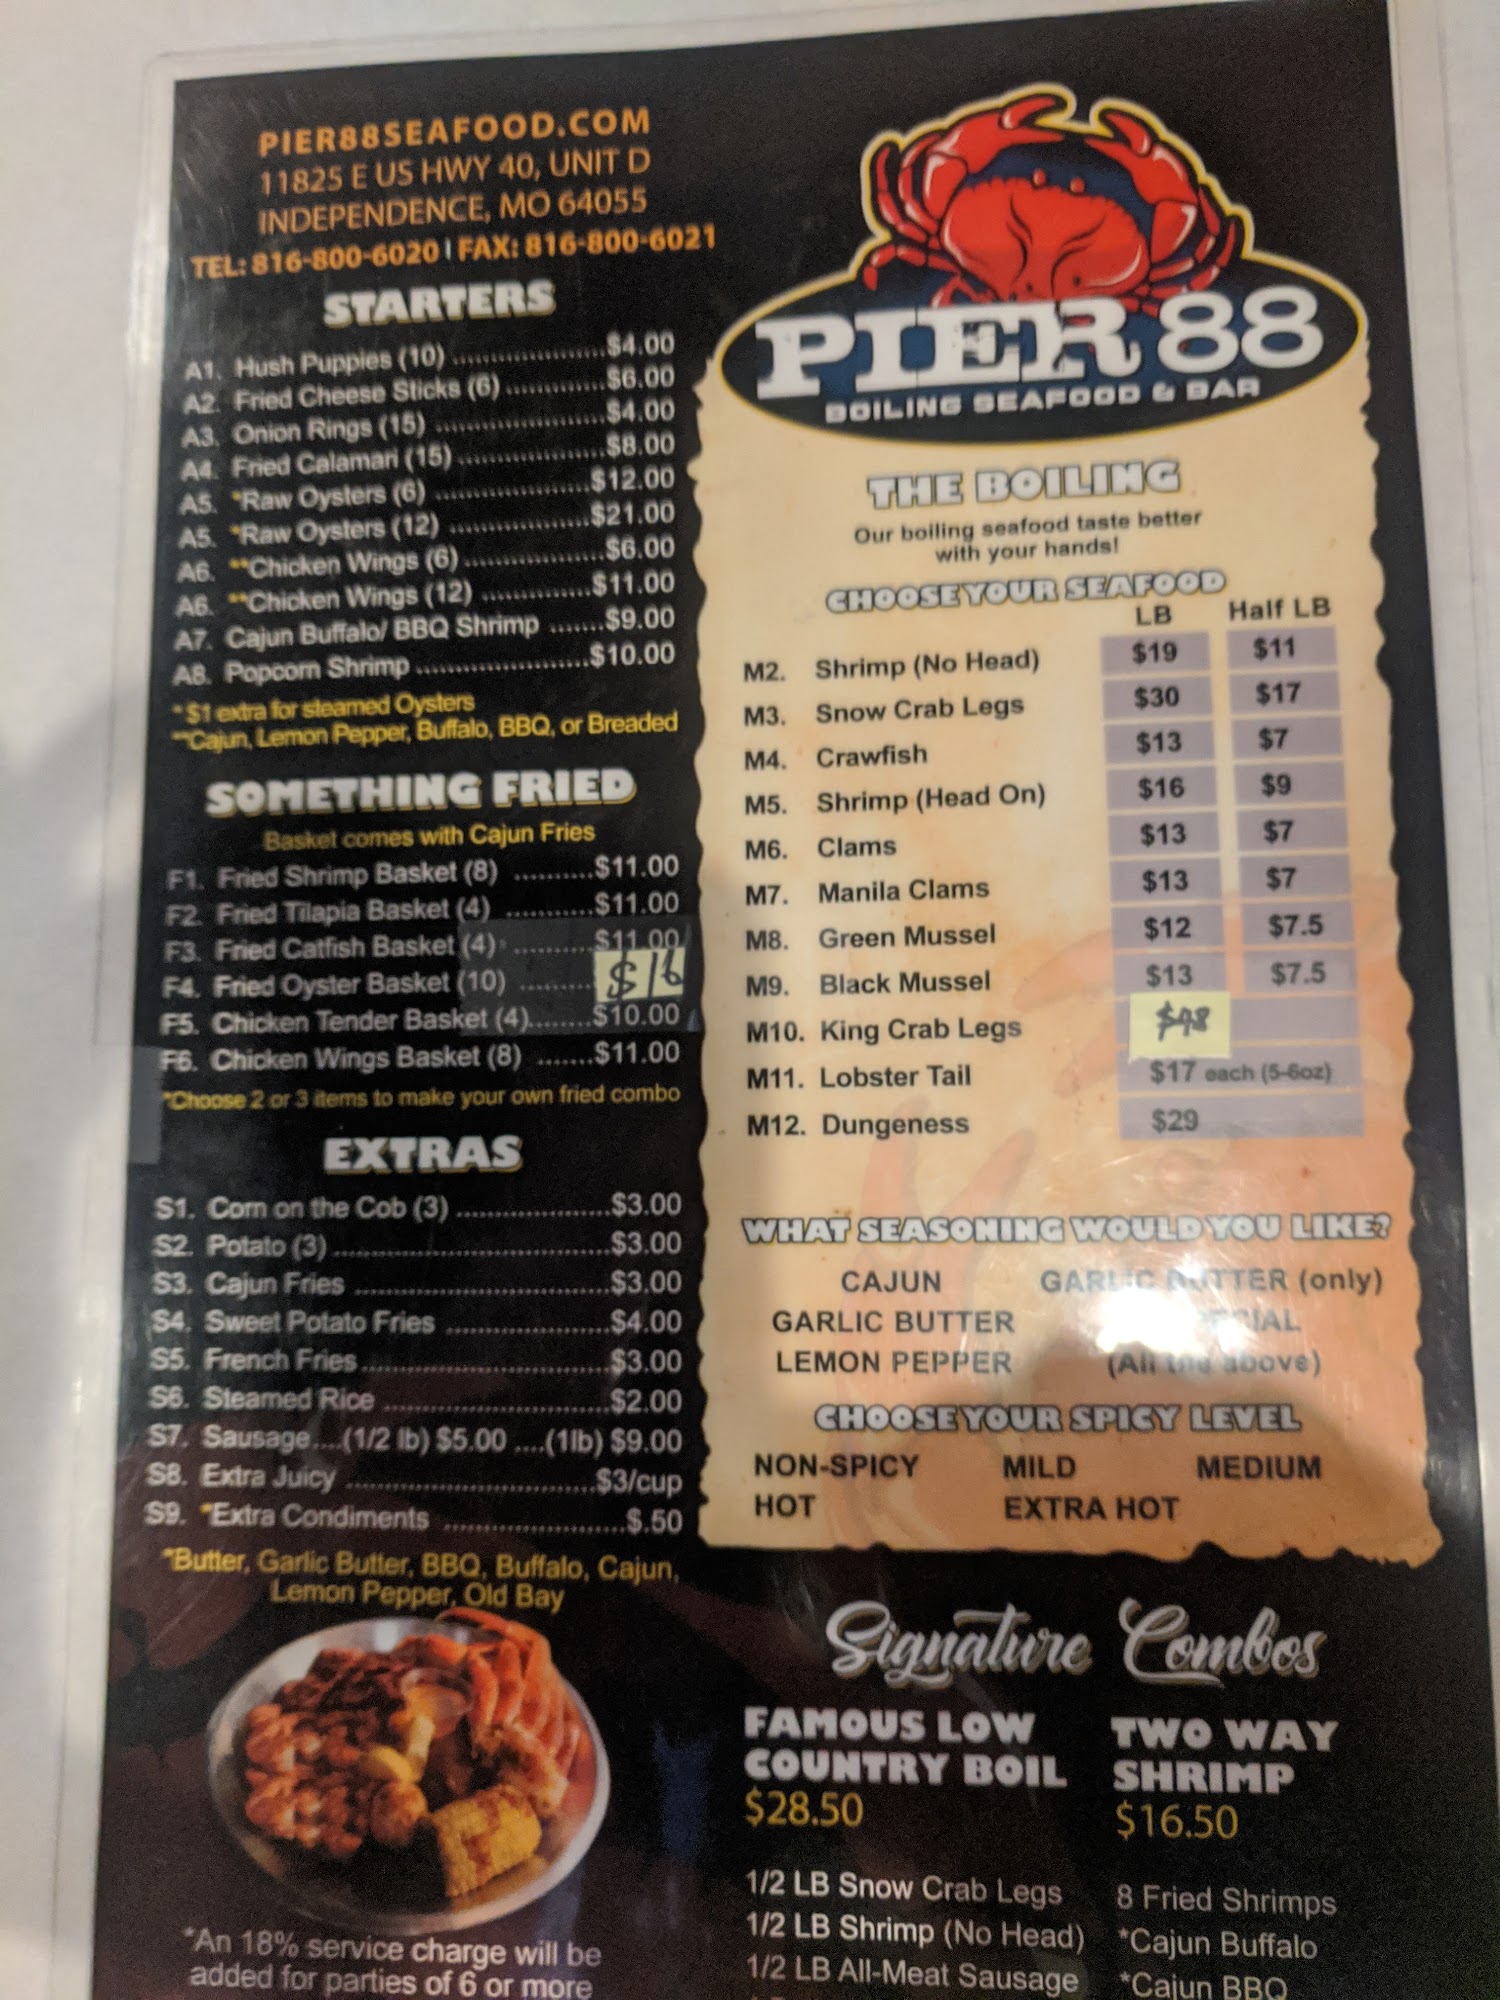 PIER88SEAFOOD.COM
11825 E US HWY 40, UNIT D
INDEPENDENCE, MO 64055
TEL: 816-800-6020 | FAX: 816-800-6021
STARTERS
A1. Hush Puppies (10) $4.00
A2. Fried Cheese Sticks (6) $6.00
A3. Onion Rings (15) $4.00
A4. Fried Calamari (15) $8.00
A5. *Raw Oysters (6) $12.00
A5. *Raw Oysters (12) $21.00
A6. **Chicken Wings (6) $6.00
A6. **Chicken Wings (12) $11.00
A7. Cajun Buffalo/ BBQ Shrimp $9.00
A8. Popcorn Shrimp $10.00
* $1 extra for steamed Oysters
**Cajun, Lemon Pepper, Buffalo, BBQ, or Breaded
SOMETHING FRIED
Basket comes with Cajun Fries
F1. Fried Shrimp Basket (8) $11.00
F2. Fried Tilapia Basket (4) $11.00
F3. Fried Catfish Basket (4) $11.00
F4. Fried Oyster Basket (10) $16
F5. Chicken Tender Basket (4) $10.00
F6. Chicken Wings Basket (8) $11.00
*Choose 2 or 3 items to make your own fried combo
EXTRAS
S1. Corn on the Cob (3) $3.00
S2. Potato (3) $3.00
S3. Cajun Fries $3.00
S4. Sweet Potato Fries $4.00
S5. French Fries $3.00
S6. Steamed Rice $2.00
S7. Sausage....(1/2 lb) $5.00 ....(1lb) $9.00
S8. Extra Juicy $3/cup
S9. *Extra Condiments $.50
*Butter, Garlic Butter, BBQ, Buffalo, Cajun,
Lemon Pepper, Old Bay
*An 18% service charge will be
added for parties of 6 or more
PIER 88
BOILING SEAFOOD & BAR
THE BOILING
Our boiling seafood taste better
with your hands!
CHOOSE YOUR SEAFOOD
LB Half LB
M2. Shrimp (No Head) $19 $11
M3. Snow Crab Legs $30 $17
M4. Crawfish $13 $7
M5. Shrimp (Head On) $16 $9
M6. Clams $13 $7
M7. Manila Clams $13 $7
M8. Green Mussel $12 $7.5
M9. Black Mussel $13 $7.5
M10. King Crab Legs $48
M11. Lobster Tail $17 each (5-6oz)
M12. Dungeness $29
WHAT SEASONING WOULD YOU LIKE?
CAJUN GARLIC BUTTER (only)
GARLIC BUTTER
LEMON PEPPER (All the above)
CHOOSE YOUR SPICY LEVEL
NON-SPICY MILD MEDIUM
HOT EXTRA HOT
Signature Combos
FAMOUS LOW
COUNTRY BOIL
$28.50
1/2 LB Snow Crab Legs
1/2 LB Shrimp (No Head)
1/2 LB All-Meat Sausage
TWO WAY
SHRIMP
$16.50
8 Fried Shrimps
*Cajun Buffalo
*Cajun BBQ